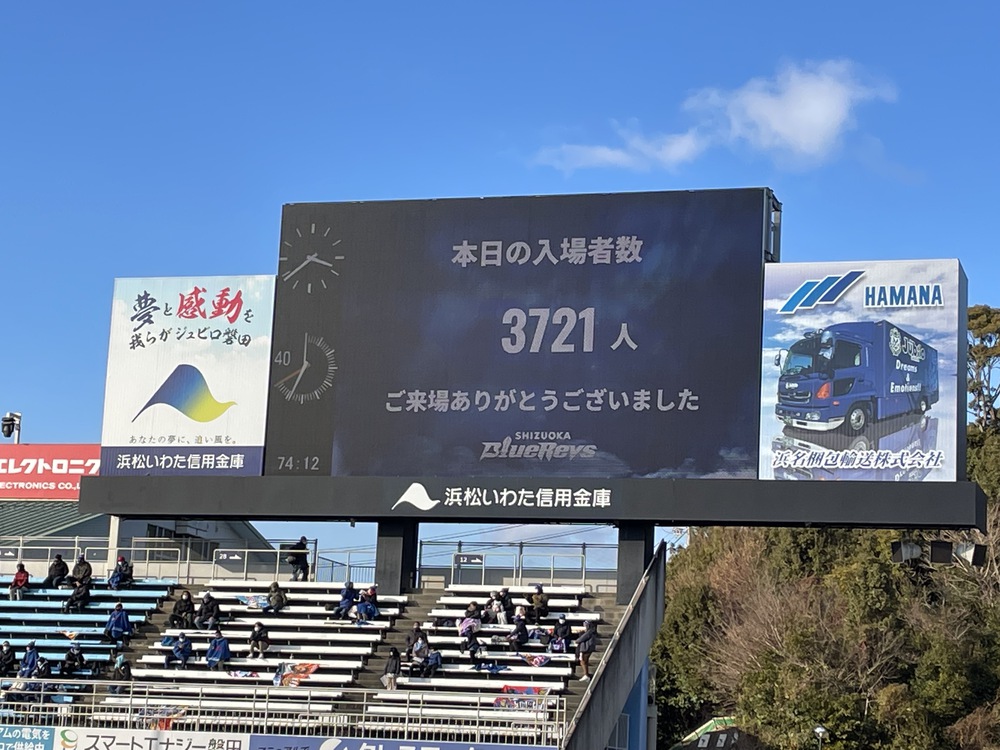 本日の入場者数
3721 人
ご来場ありがとうございました
SHIZUOKA
BlueRevs
40
74:12
夢と感動を
我らがジュビロ磐田
あなたの夢に、追い風を。
浜松いわた信用金庫
HAMANA
Jubilo
Dreams
&
Emotions!!
浜名梱包輸送株式会社
浜松いわた信用金庫
エレクトロニク
ECTRONICS CO.,
スマートエナジー磐田